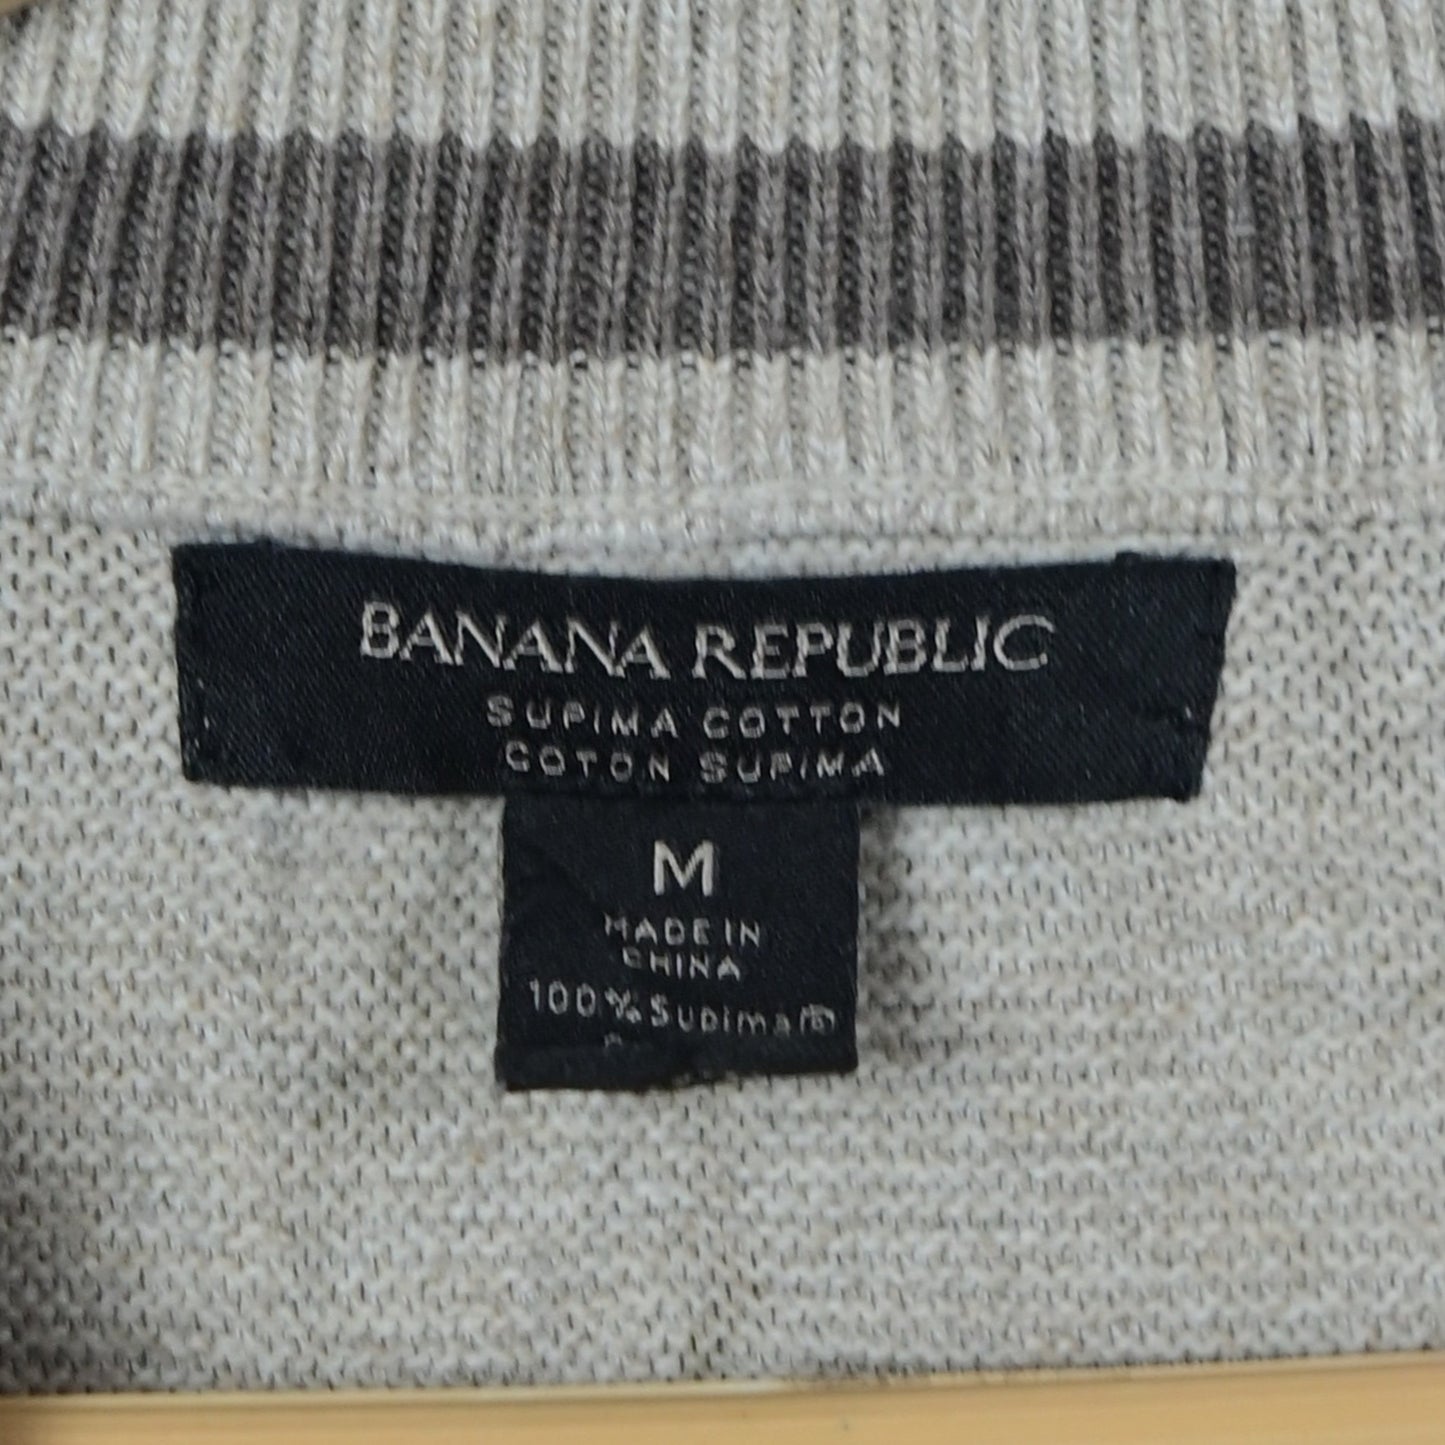 BANANA REPUBLIC
SUPIMA COTTON
COTON SUPIMA
M
MADE IN
CHINA
100% Supima®